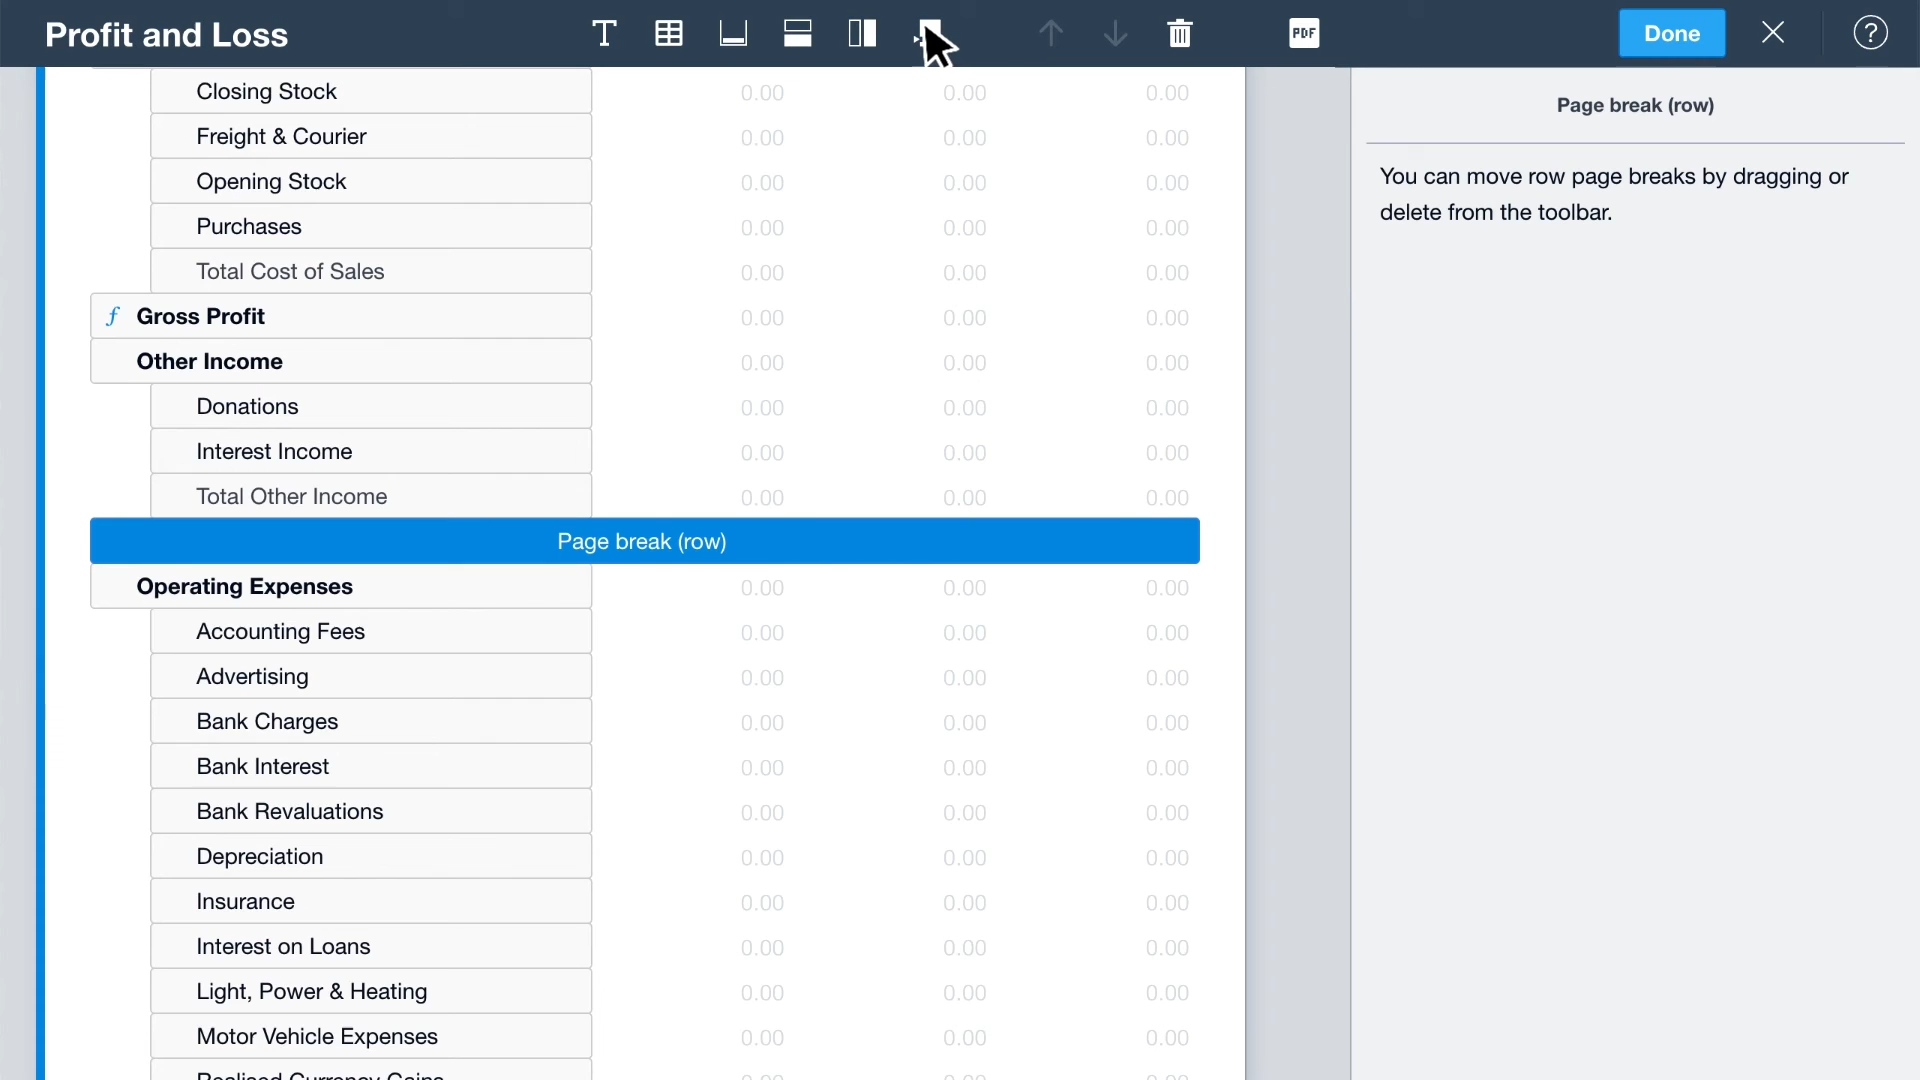 Profit and Loss
T
PDF
Done
?
Closing Stock 0.00 0.00 0.00
Freight & Courier 0.00 0.00 0.00
Opening Stock 0.00 0.00 0.00
Purchases 0.00 0.00 0.00
Total Cost of Sales 0.00 0.00 0.00
f Gross Profit 0.00 0.00 0.00
Other Income 0.00 0.00 0.00
Donations 0.00 0.00 0.00
Interest Income 0.00 0.00 0.00
Total Other Income 0.00 0.00 0.00
Page break (row)
Operating Expenses 0.00 0.00 0.00
Accounting Fees 0.00 0.00 0.00
Advertising 0.00 0.00 0.00
Bank Charges 0.00 0.00 0.00
Bank Interest 0.00 0.00 0.00
Bank Revaluations 0.00 0.00 0.00
Depreciation 0.00 0.00 0.00
Insurance 0.00 0.00 0.00
Interest on Loans 0.00 0.00 0.00
Light, Power & Heating 0.00 0.00 0.00
Motor Vehicle Expenses 0.00 0.00 0.00
Realised Currency Gains 0.00 0.00 0.00
Page break (row)
You can move row page breaks by dragging or
delete from the toolbar.